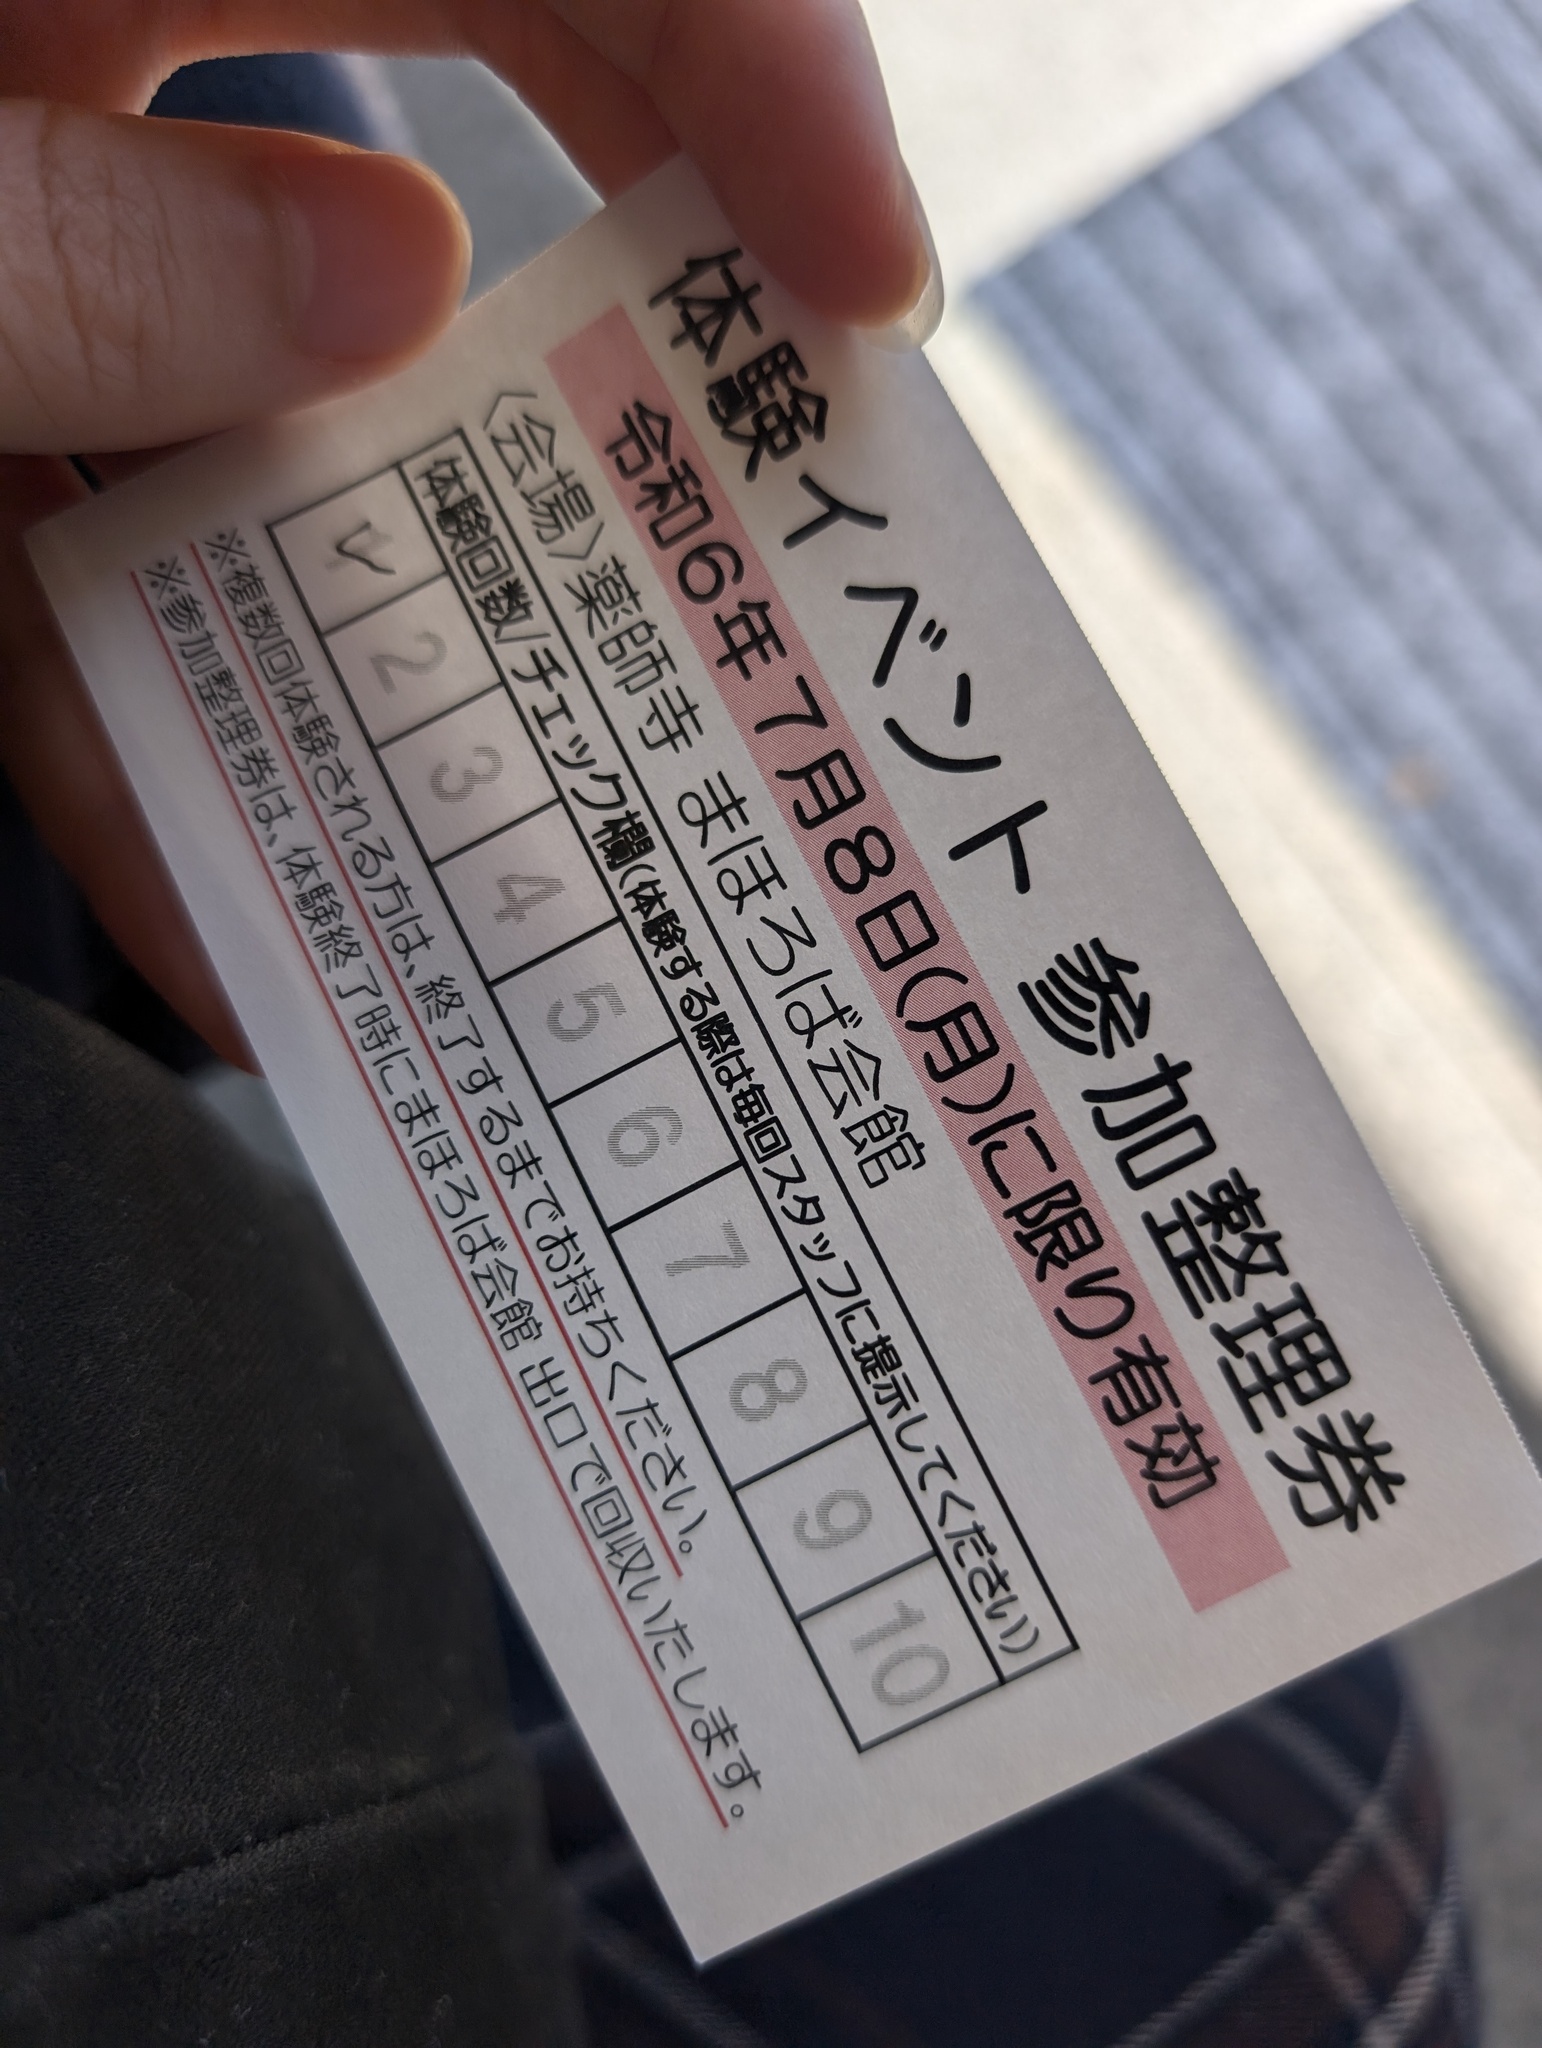 体験イベント 参加整理券
令和6年7月8日(月)に限り有効
〈会場〉薬師寺 まほろば会館
体験回数/チェック欄(体験する際は毎回スタッフに提示してください)
1 2 3 4 5 6 7 8 9 10
※複数回体験される方は、終了するまでお持ちください。
※参加整理券は、体験終了時にまほろば会館 出口で回収いたします。